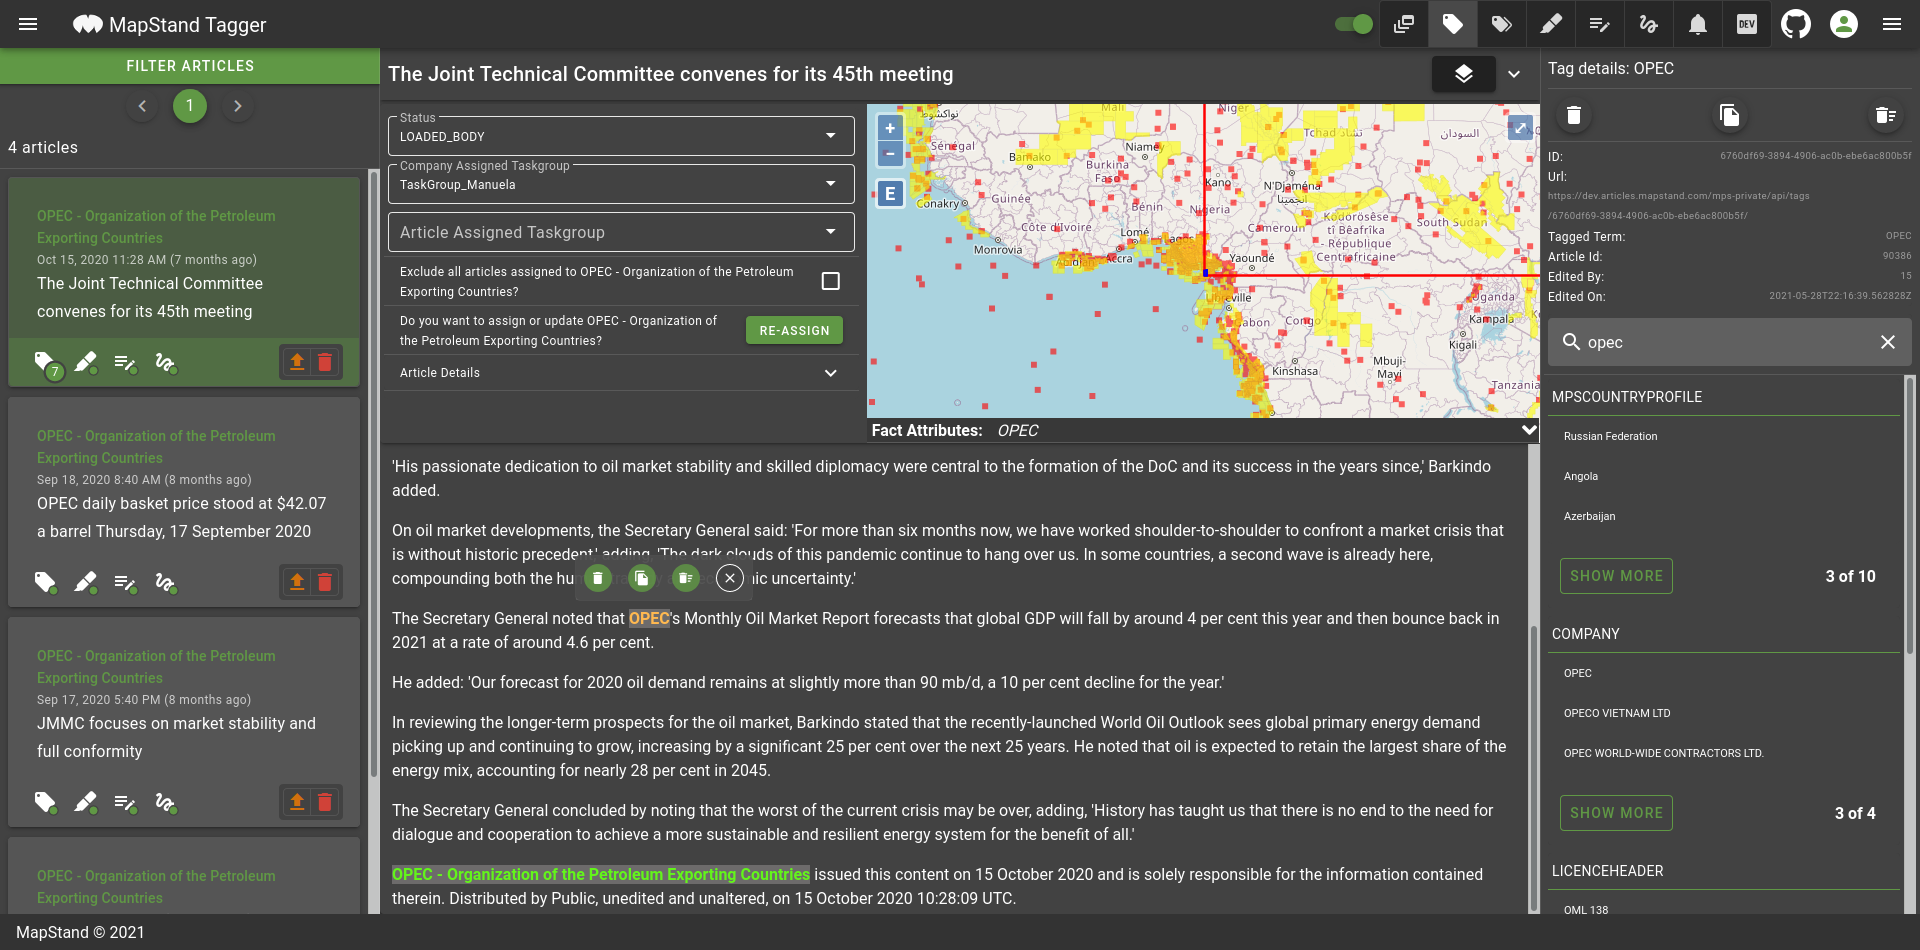 MapStand Tagger
DEV
FILTER ARTICLES
1
4 articles
OPEC - Organization of the Petroleum
Exporting Countries
Oct 15, 2020 11:28 AM (7 months ago)
The Joint Technical Committee
convenes for its 45th meeting
7
OPEC - Organization of the Petroleum
Exporting Countries
Sep 18, 2020 8:40 AM (8 months ago)
OPEC daily basket price stood at $42.07
a barrel Thursday, 17 September 2020
OPEC - Organization of the Petroleum
Exporting Countries
Sep 17, 2020 5:40 PM (8 months ago)
JMMC focuses on market stability and
full conformity
OPEC - Organization of the Petroleum
Exporting Countries
The Joint Technical Committee convenes for its 45th meeting
Status
LOADED_BODY
Company Assigned Taskgroup
TaskGroup_Manuela
Article Assigned Taskgroup
Exclude all articles assigned to OPEC - Organization of the Petroleum
Exporting Countries?
Do you want to assign or update OPEC - Organization of
the Petroleum Exporting Countries?
RE-ASSIGN
Article Details
+
−
E
Mali
Niger
Tchad تشاد
السودان
نواكشوط
Sénégal
Bamako
Niamey
Burkina
Faso
Kano
N'Djaména
انجمينا
Guinée
Conakry
Bénin
Nigeria
Côte d'Ivoire
Lomé
Monrovia
Accra
Cameroun
Ködörösêse
tî Bêafrîka
- République
Centrafricaine
South Sudan
Yaoundé
Libreville
Gabon
Congo
Uganda
Kampala
Kigali
Kinshasa
Mbuji-
Mayi
Tanzania
Fact Attributes: OPEC
'His passionate dedication to oil market stability and skilled diplomacy were central to the formation of the DoC and its success in the years since,' Barkindo
added.
On oil market developments, the Secretary General said: 'For more than six months now, we have worked shoulder-to-shoulder to confront a market crisis that
is without historic precedent,' adding, 'The dark clouds of this pandemic continue to hang over us. In some countries, a second wave is already here,
compounding both the hum ic uncertainty.'
The Secretary General noted that OPEC's Monthly Oil Market Report forecasts that global GDP will fall by around 4 per cent this year and then bounce back in
2021 at a rate of around 4.6 per cent.
He added: 'Our forecast for 2020 oil demand remains at slightly more than 90 mb/d, a 10 per cent decline for the year.'
In reviewing the longer-term prospects for the oil market, Barkindo stated that the recently-launched World Oil Outlook sees global primary energy demand
picking up and continuing to grow, increasing by a significant 25 per cent over the next 25 years. He noted that oil is expected to retain the largest share of the
energy mix, accounting for nearly 28 per cent in 2045.
The Secretary General concluded by noting that the worst of the current crisis may be over, adding, 'History has taught us that there is no end to the need for
dialogue and cooperation to achieve a more sustainable and resilient energy system for the benefit of all.'
OPEC - Organization of the Petroleum Exporting Countries issued this content on 15 October 2020 and is solely responsible for the information contained
therein. Distributed by Public, unedited and unaltered, on 15 October 2020 10:28:09 UTC.
Tag details: OPEC
ID: 6760df69-3894-4906-ac0b-ebe6ac800b5f
Url:
https://dev.articles.mapstand.com/mps-private/api/tags
/6760df69-3894-4906-ac0b-ebe6ac800b5f/
Tagged Term: OPEC
Article Id: 90386
Edited By: 15
Edited On: 2021-05-28T22:16:39.562828Z
opec
MPSCOUNTRYPROFILE
Russian Federation
Angola
Azerbaijan
SHOW MORE 3 of 10
COMPANY
OPEC
OPECO VIETNAM LTD
OPEC WORLD-WIDE CONTRACTORS LTD.
SHOW MORE 3 of 4
LICENCEHEADER
OML 138
MapStand © 2021